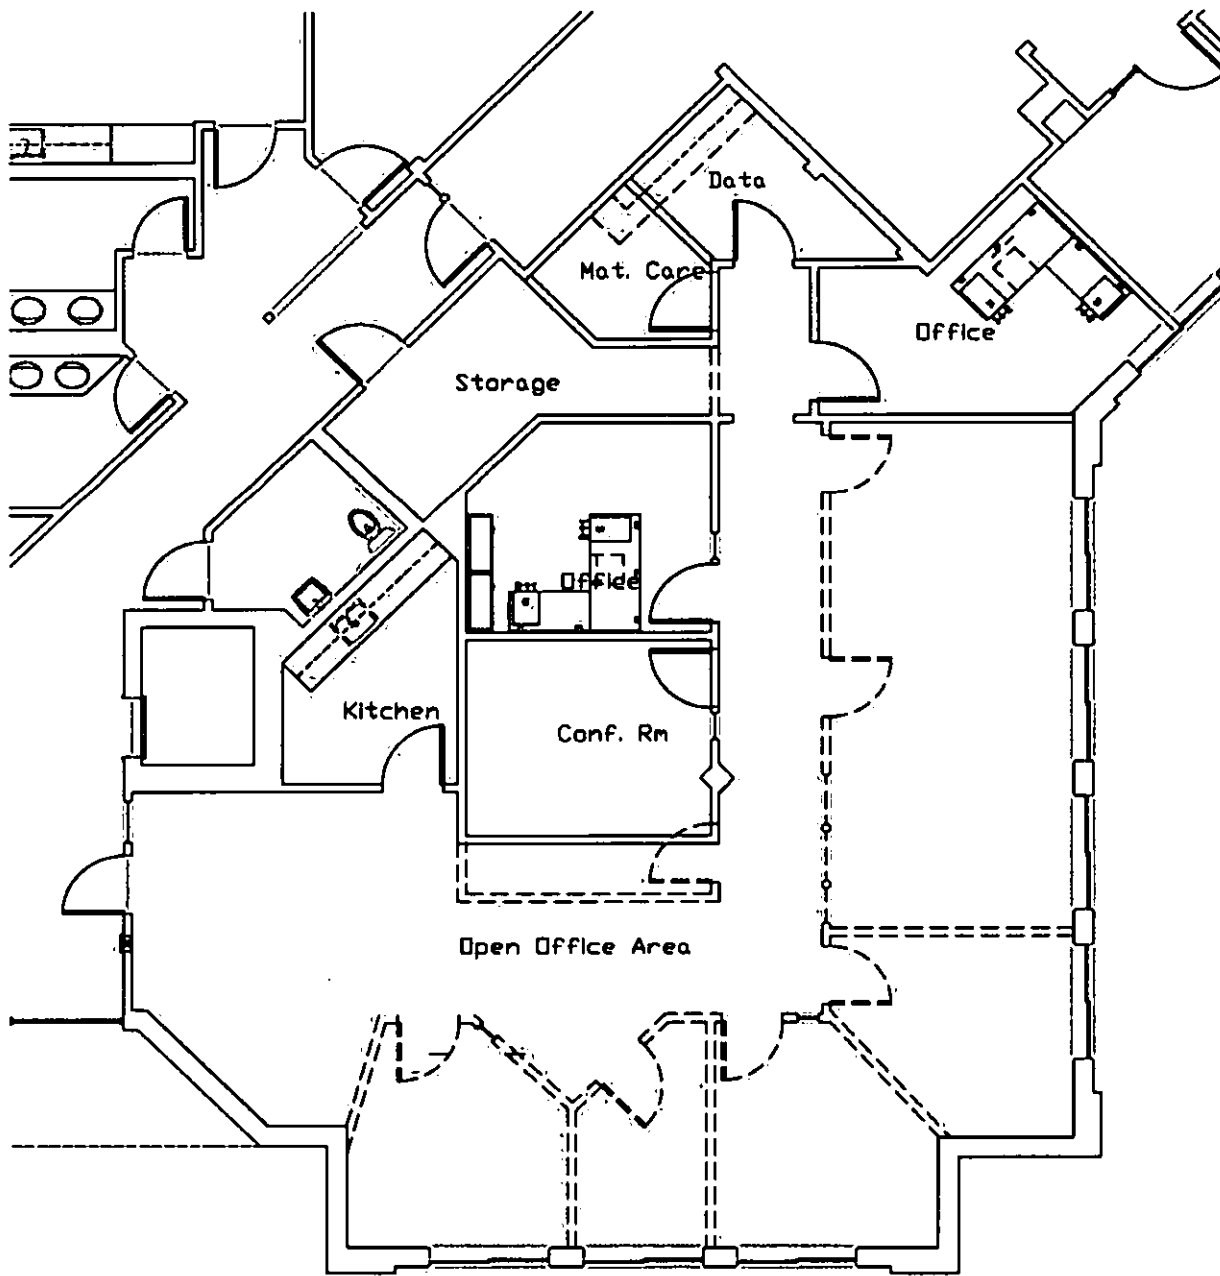 Data
Mat. Care
Office
Storage
Office
Kitchen
Conf. Rm
Open Office Area